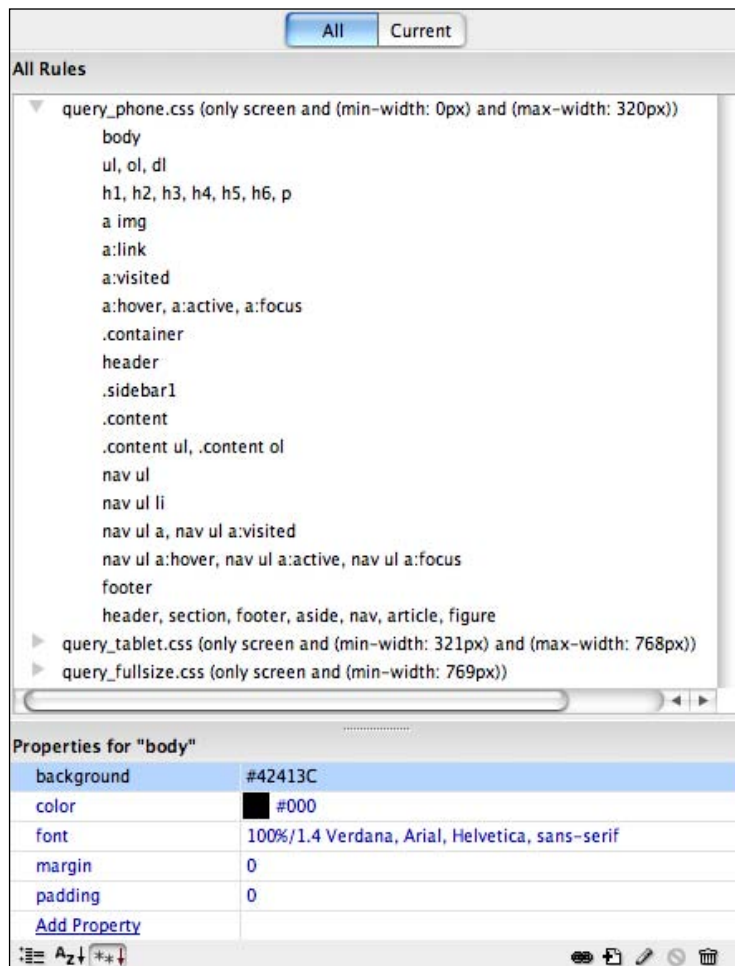 All Current
All Rules
query_phone.css (only screen and (min-width: 0px) and (max-width: 320px))
body
ul, ol, dl
h1, h2, h3, h4, h5, h6, p
a img
a:link
a:visited
a:hover, a:active, a:focus
.container
header
.sidebar1
.content
.content ul, .content ol
nav ul
nav ul li
nav ul a, nav ul a:visited
nav ul a:hover, nav ul a:active, nav ul a:focus
footer
header, section, footer, aside, nav, article, figure
query_tablet.css (only screen and (min-width: 321px) and (max-width: 768px))
query_fullsize.css (only screen and (min-width: 769px))
Properties for "body"
background #42413C
color #000
font 100%/1.4 Verdana, Arial, Helvetica, sans-serif
margin 0
padding 0
Add Property
Az↓ **↓